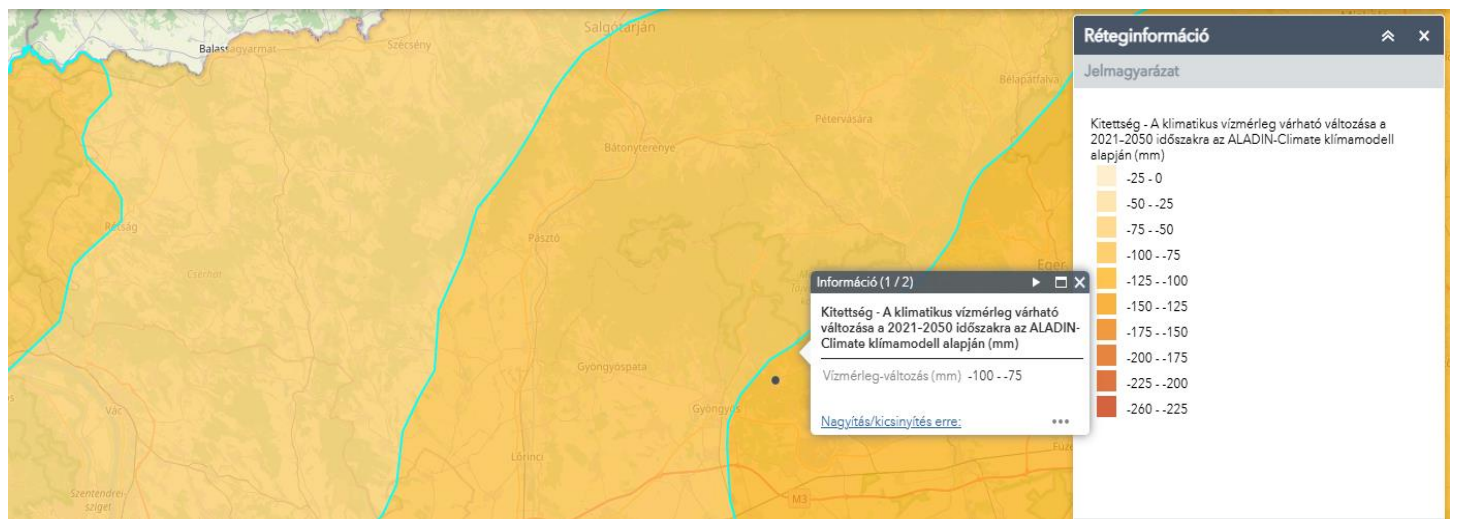 Salgótarján
Balassagyarmat
Szécsény
Bélapátfalva
Pétervására
Bátonyterenye
Rétság
Pásztó
Cserhát
Eger
Gyöngyöspata
Vác
Gyöngyös
Lőrinci
Szentendrei
sziget
M3
Réteginformáció
Jelmagyarázat
Kitettség - A klimatikus vízmérleg várható változása a
2021-2050 időszakra az ALADIN-Climate klímamodell
alapján (mm)
-25 - 0
-50 - -25
-75 - -50
-100 - -75
-125 - -100
-150 - -125
-175 - -150
-200 - -175
-225 - -200
-260 - -225
Információ (1 / 2)
Kitettség - A klimatikus vízmérleg várható
változása a 2021-2050 időszakra az ALADIN-
Climate klímamodell alapján (mm)
Vízmérleg-változás (mm) -100 - -75
Nagyítás/kicsinyítés erre: